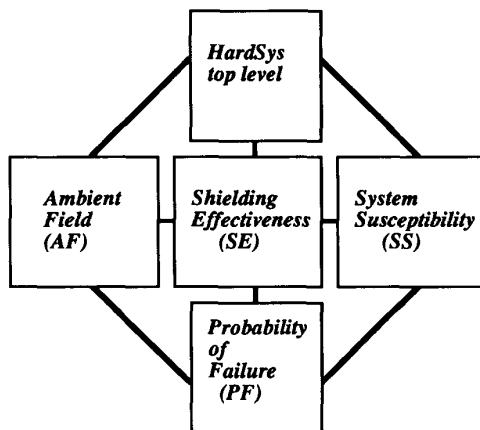 HardSys
top level
Ambient
Field
(AF)
Shielding
Effectiveness
(SE)
System
Susceptibility
(SS)
Probability
of
Failure
(PF)